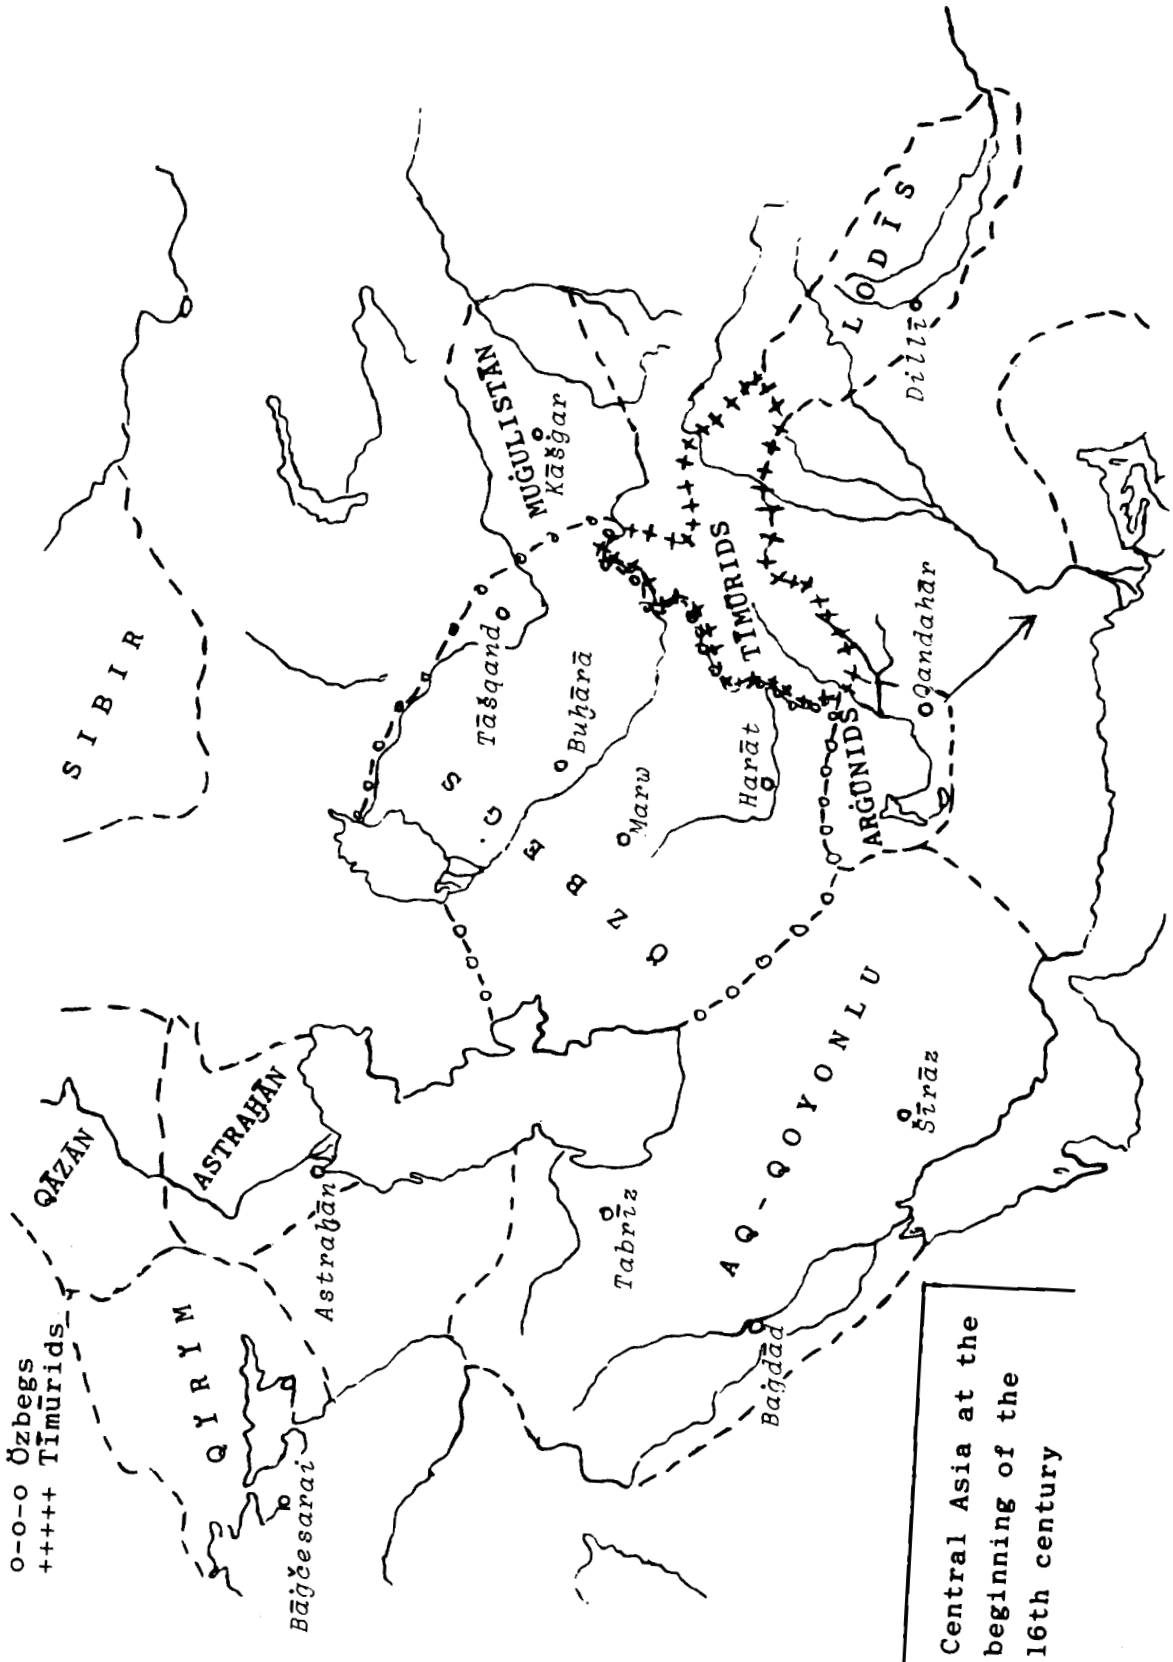 o-o-o Özbegs
+++++ Tīmūrids
QĀZĀN
ASTRAḪĀN
Astraḫān
QYRYM
Bāġčesarai
SIBIR
ÖZBEGS
Tāšqand
Buḫārā
Marw
Harāt
MUĠULISTĀN
Kāšġar
TĪMŪRIDS
ARĠŪNIDS
Qandahār
LODĪS
Dillī
AQ-QOYONLU
Tabrīz
Šīrāz
Baġdād
Central Asia at the
beginning of the
16th century